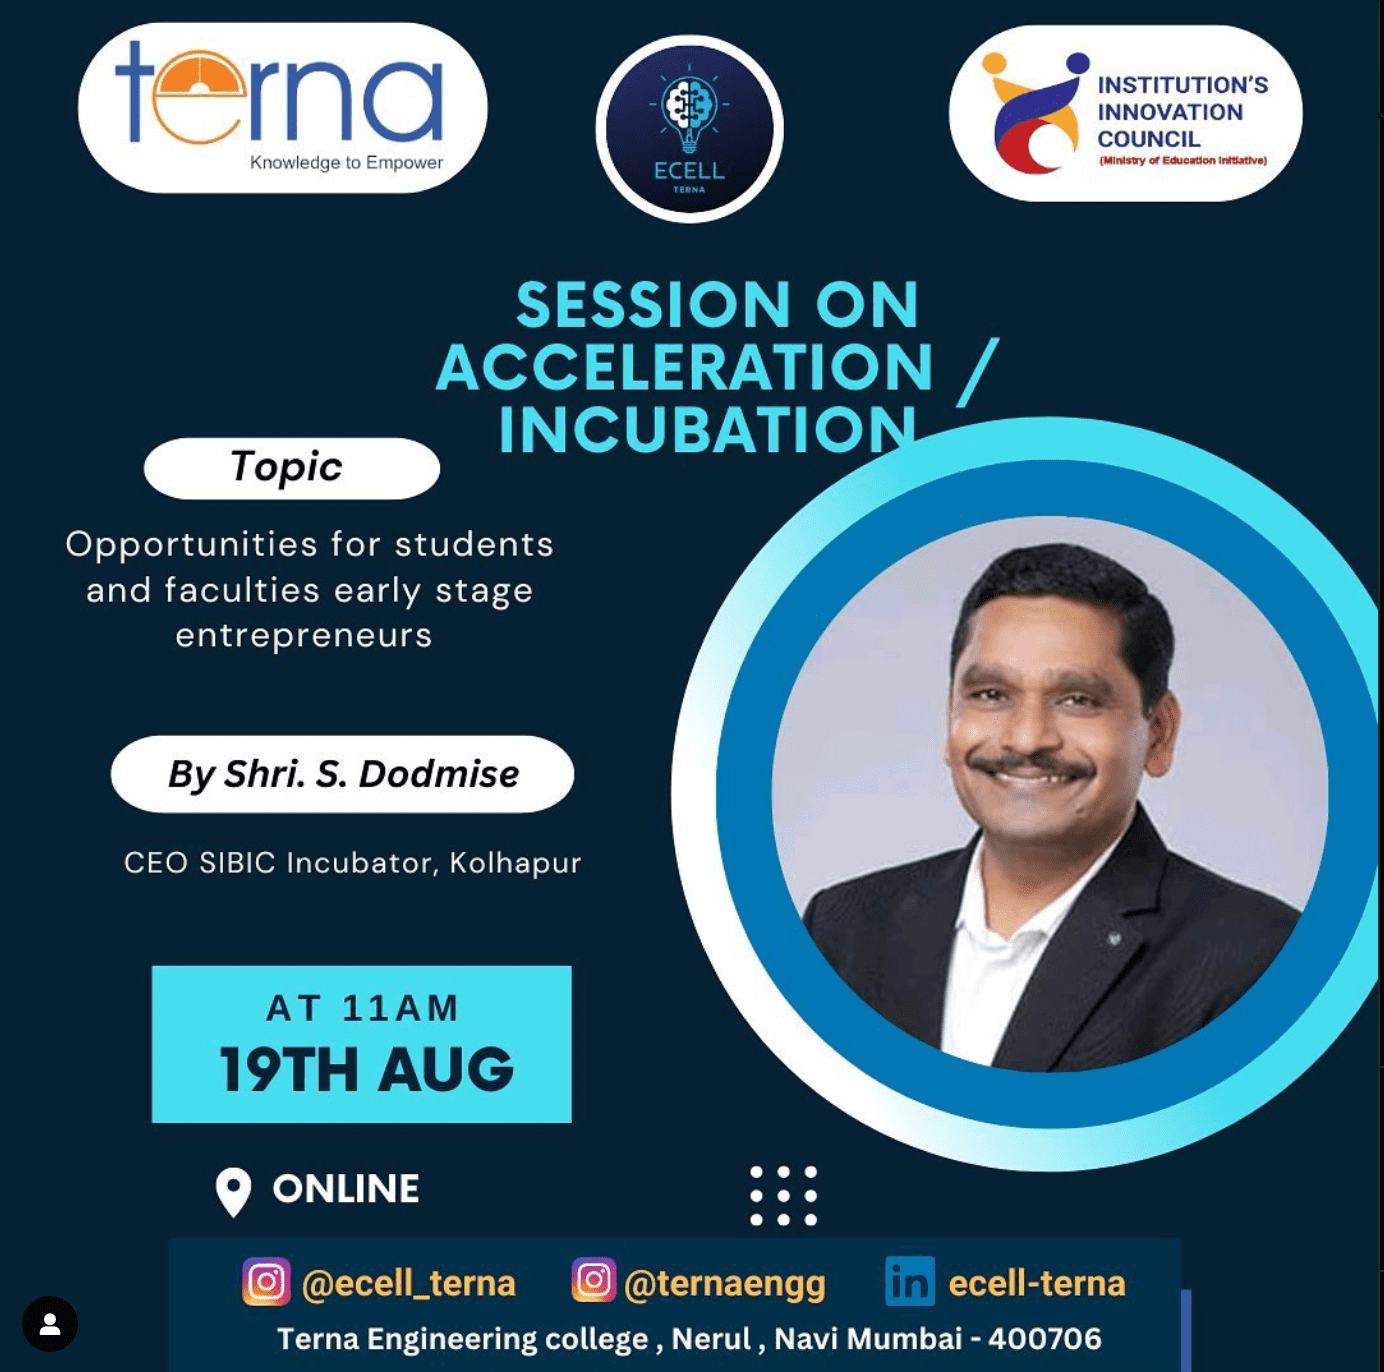 terna
Knowledge to Empower
ECELL
TERNA
INSTITUTION'S
INNOVATION
COUNCIL
(Ministry of Education Initiative)
SESSION ON
ACCELERATION /
INCUBATION
Topic
Opportunities for students
and faculties early stage
entrepreneurs
By Shri. S. Dodmise
CEO SIBIC Incubator, Kolhapur
AT 11AM
19TH AUG
ONLINE
@ecell_terna @ternaengg in ecell-terna
Terna Engineering college , Nerul , Navi Mumbai - 400706